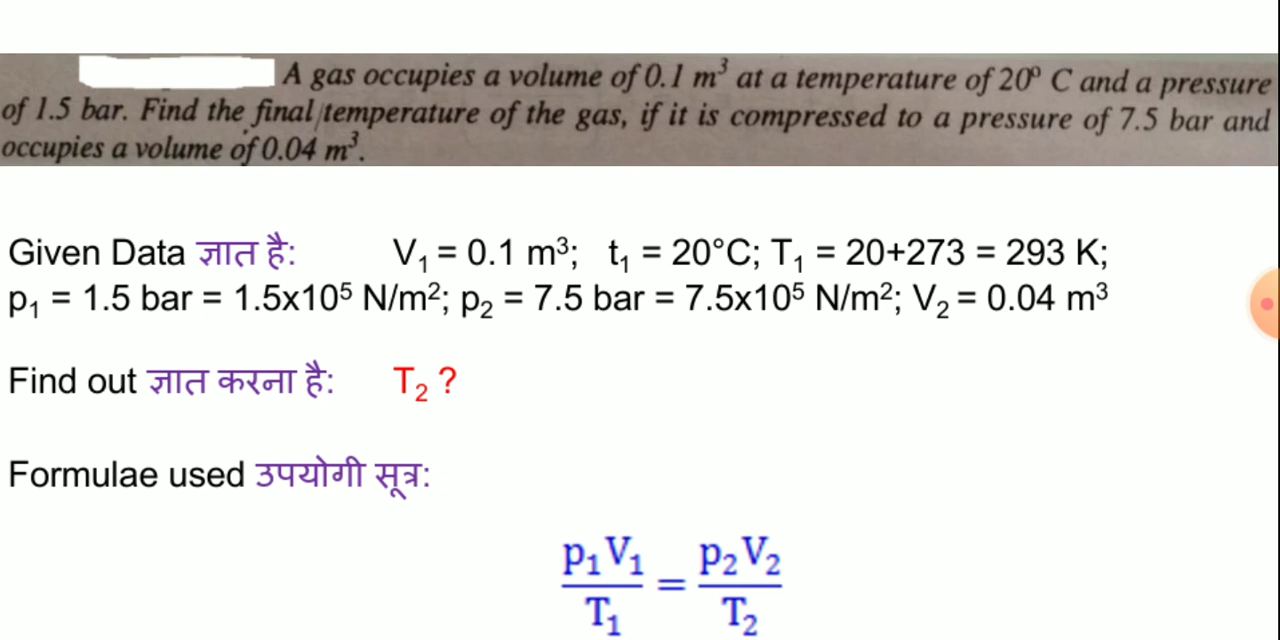 A gas occupies a volume of 0.1 m³ at a temperature of 20º C and a pressure
of 1.5 bar. Find the final temperature of the gas, if it is compressed to a pressure of 7.5 bar and
occupies a volume of 0.04 m³.
Given Data ज्ञात है: V₁ = 0.1 m³; t₁ = 20°C; T₁ = 20+273 = 293 K;
p₁ = 1.5 bar = 1.5x10⁵ N/m²; p₂ = 7.5 bar = 7.5x10⁵ N/m²; V₂ = 0.04 m³
Find out ज्ञात करना है: T₂ ?
Formulae used उपयोगी सूत्र:
p₁V₁ p₂V₂
=
T₁ T₂